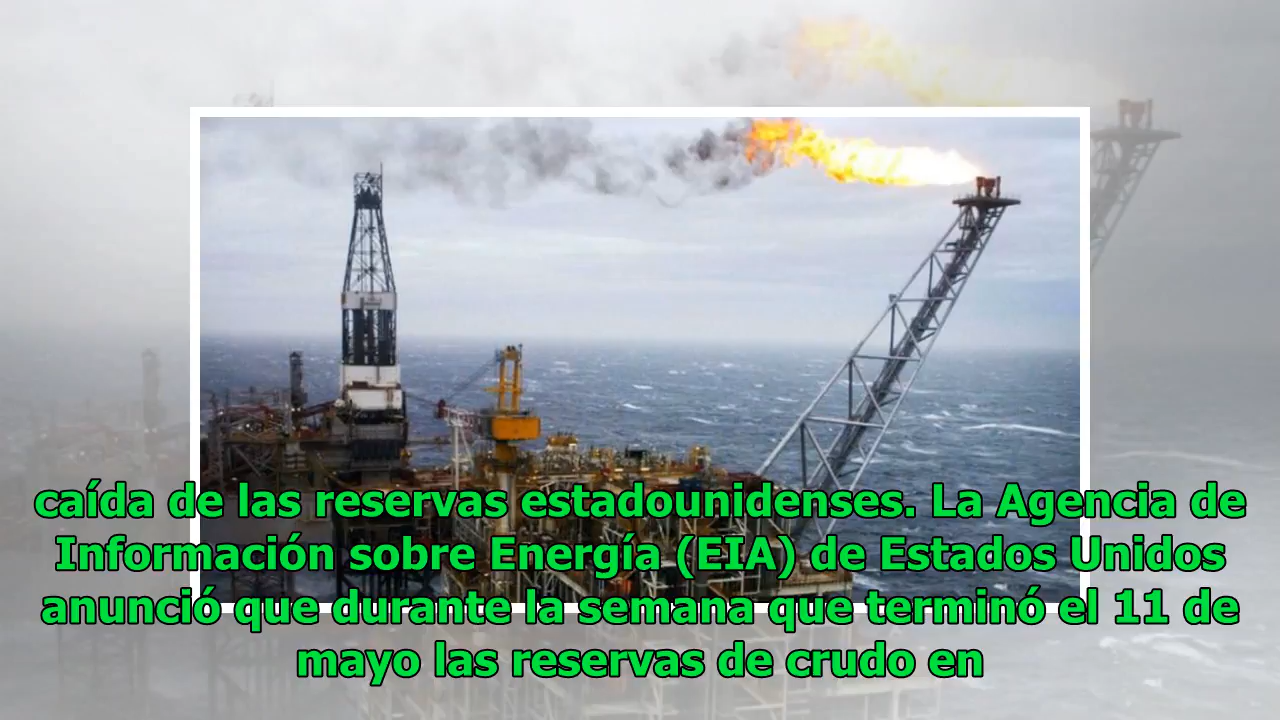 caída de las reservas estadounidenses. La Agencia de
Información sobre Energía (EIA) de Estados Unidos
anunció que durante la semana que terminó el 11 de
mayo las reservas de crudo en